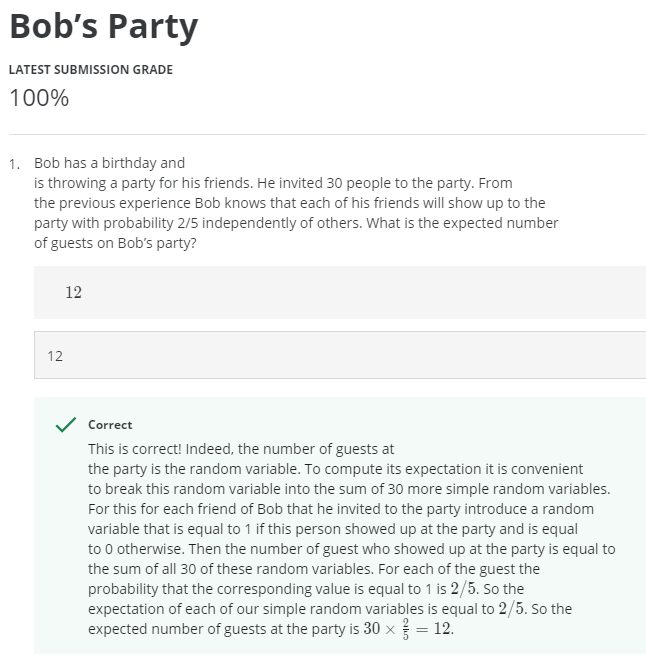 Bob’s Party
LATEST SUBMISSION GRADE
100%
1. Bob has a birthday and
is throwing a party for his friends. He invited 30 people to the party. From
the previous experience Bob knows that each of his friends will show up to the
party with probability 2/5 independently of others. What is the expected number
of guests on Bob’s party?
12
12
Correct
This is correct! Indeed, the number of guests at
the party is the random variable. To compute its expectation it is convenient
to break this random variable into the sum of 30 more simple random variables.
For this for each friend of Bob that he invited to the party introduce a random
variable that is equal to 1 if this person showed up at the party and is equal
to 0 otherwise. Then the number of guest who showed up at the party is equal to
the sum of all 30 of these random variables. For each of the guest the
probability that the corresponding value is equal to 1 is 2/5. So the
expectation of each of our simple random variables is equal to 2/5. So the
expected number of guests at the party is 30 × 2/5 = 12.